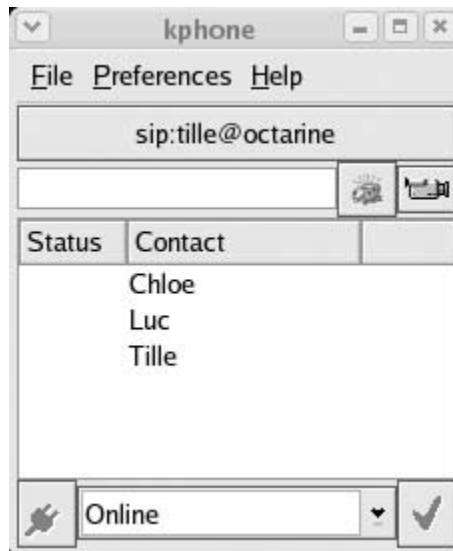 kphone
File Preferences Help
sip:tille@octarine
Status Contact
Chloe
Luc
Tille
Online